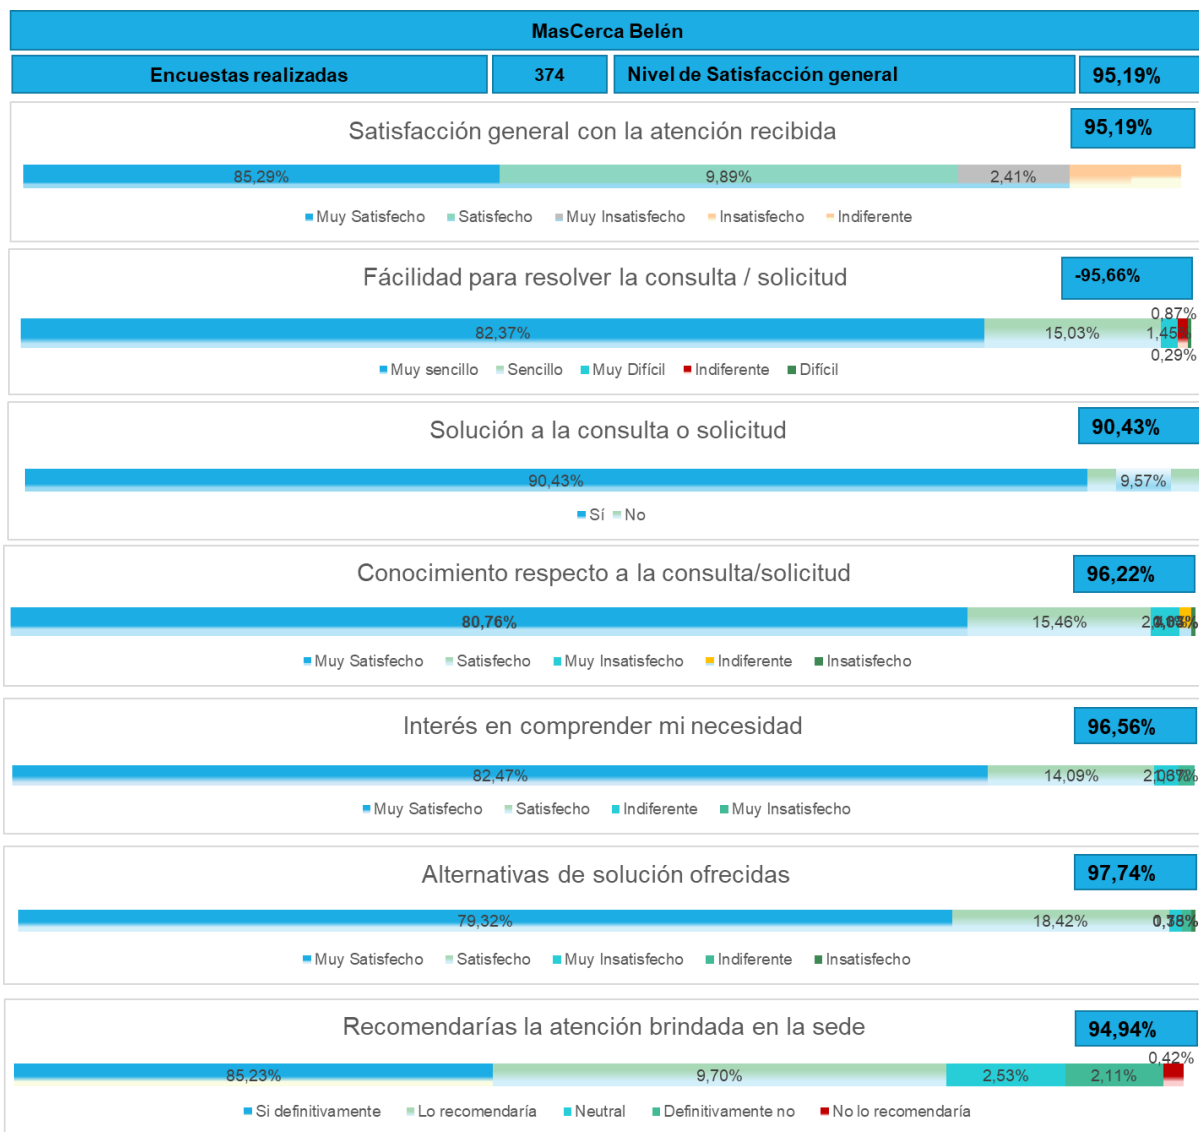 MasCerca Belén
Encuestas realizadas 374 Nivel de Satisfacción general 95,19%
Satisfacción general con la atención recibida 95,19%
85,29% 9,89% 2,41%
Muy Satisfecho Satisfecho Muy Insatisfecho Insatisfecho Indiferente
Fácilidad para resolver la consulta / solicitud -95,66%
0,87%
82,37% 15,03% 1,45%
0,29%
Muy sencillo Sencillo Muy Difícil Indiferente Difícil
Solución a la consulta o solicitud 90,43%
90,43% 9,57%
Sí No
Conocimiento respecto a la consulta/solicitud 96,22%
80,76% 15,46%
Muy Satisfecho Satisfecho Muy Insatisfecho Indiferente Insatisfecho
Interés en comprender mi necesidad 96,56%
82,47% 14,09%
Muy Satisfecho Satisfecho Indiferente Muy Insatisfecho
Alternativas de solución ofrecidas 97,74%
79,32% 18,42%
Muy Satisfecho Satisfecho Muy Insatisfecho Indiferente Insatisfecho
Recomendarías la atención brindada en la sede 94,94%
0,42%
85,23% 9,70% 2,53% 2,11%
Si definitivamente Lo recomendaría Neutral Definitivamente no No lo recomendaría